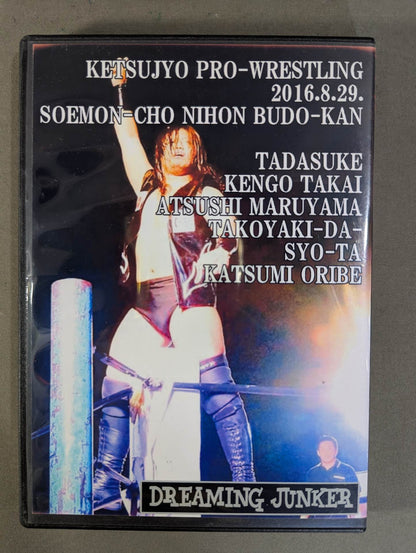 KETSUJYO PRO-WRESTLING
2016.8.29.
SOEMON-CHO NIHON BUDO-KAN
TADASUKE
KENGO TAKAI
ATSUSHI MARUYAMA
TAKOYAKI-DA-
SYO-TA
KATSUMI ORIBE
DREAMING JUNKER